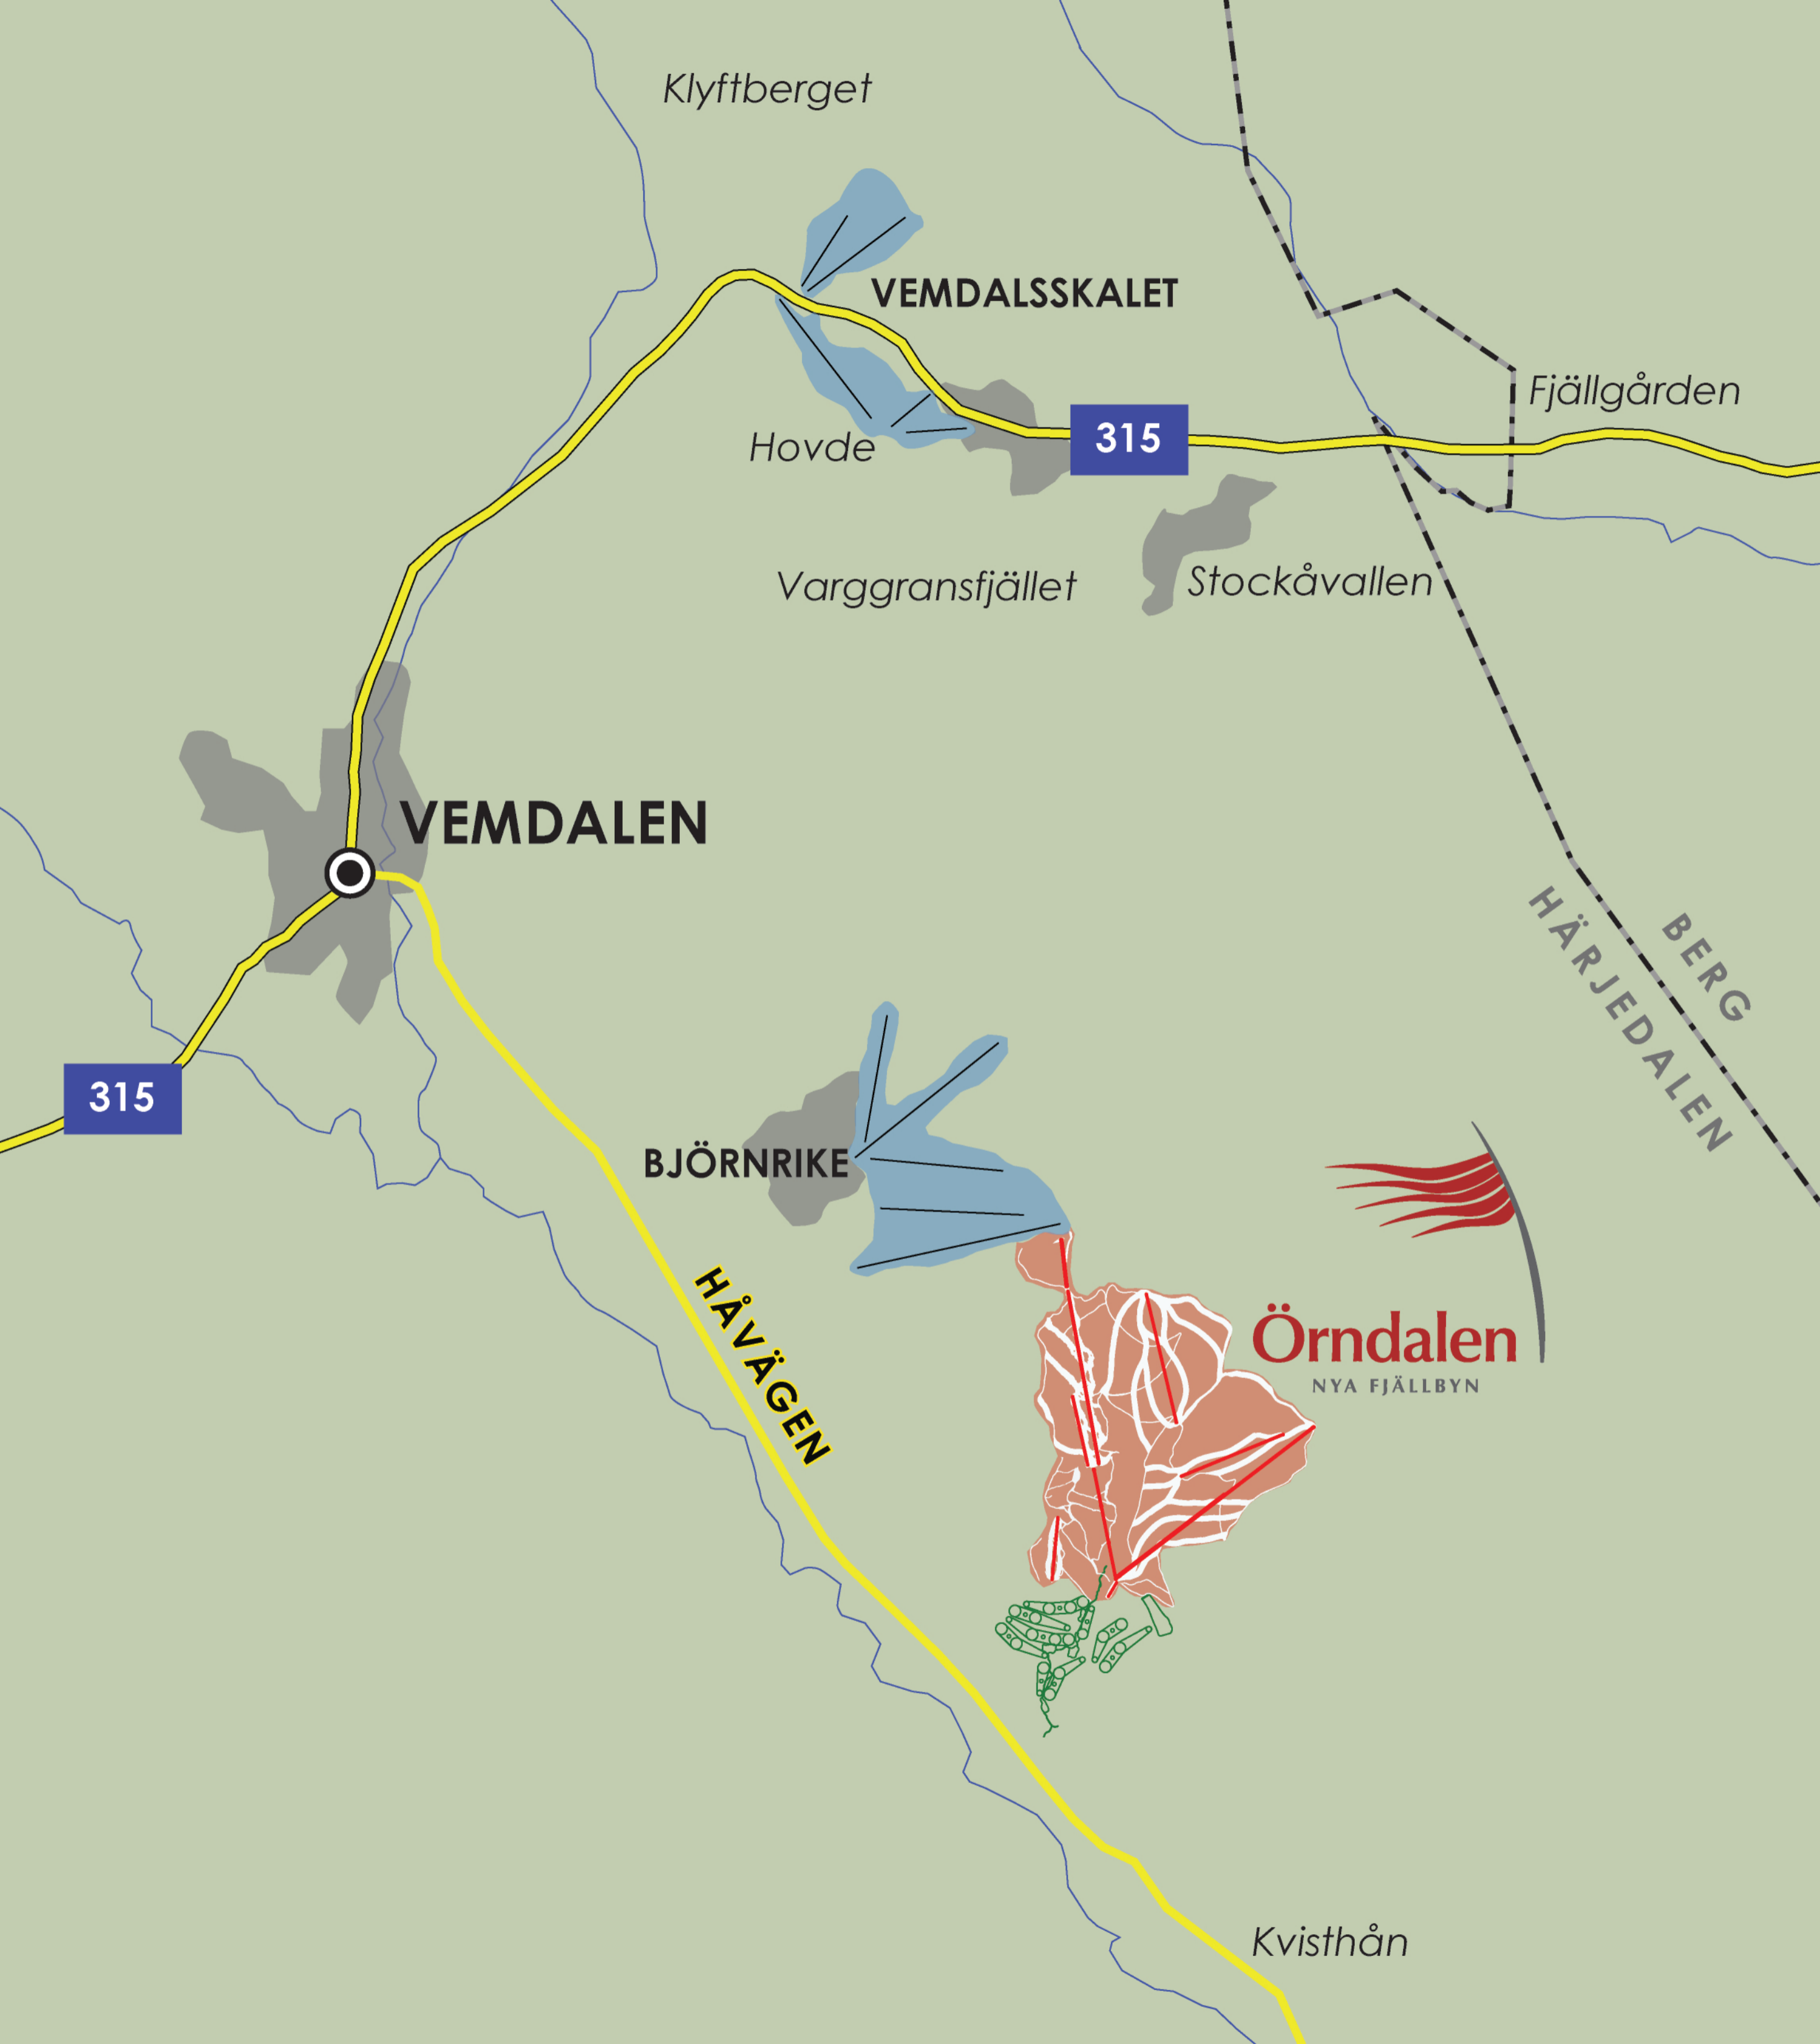 Klyftberget
VEMDALSSKALET
Fjällgården
315
Hovde
Varggransfjället
Stockåvallen
VEMDALEN
BERG
HÄRJEDALEN
315
BJÖRNRIKE
HÅVÄGEN
Örndalen
NYA FJÄLLBYN
Kvisthån